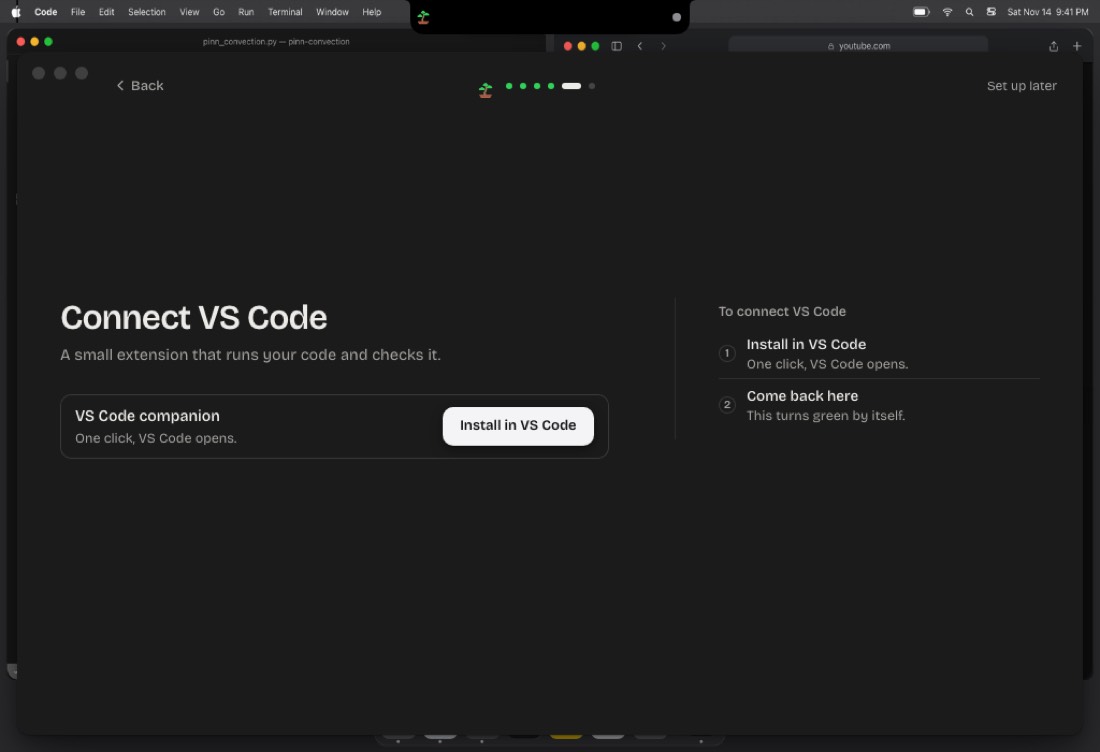 Code File Edit Selection View Go Run Terminal Window Help
Sat Nov 14 9:41 PM
pinn_convection.py — pinn-convection
youtube.com
Back
Set up later
Connect VS Code
A small extension that runs your code and checks it.
VS Code companion
One click, VS Code opens.
Install in VS Code
To connect VS Code
1
Install in VS Code
One click, VS Code opens.
2
Come back here
This turns green by itself.